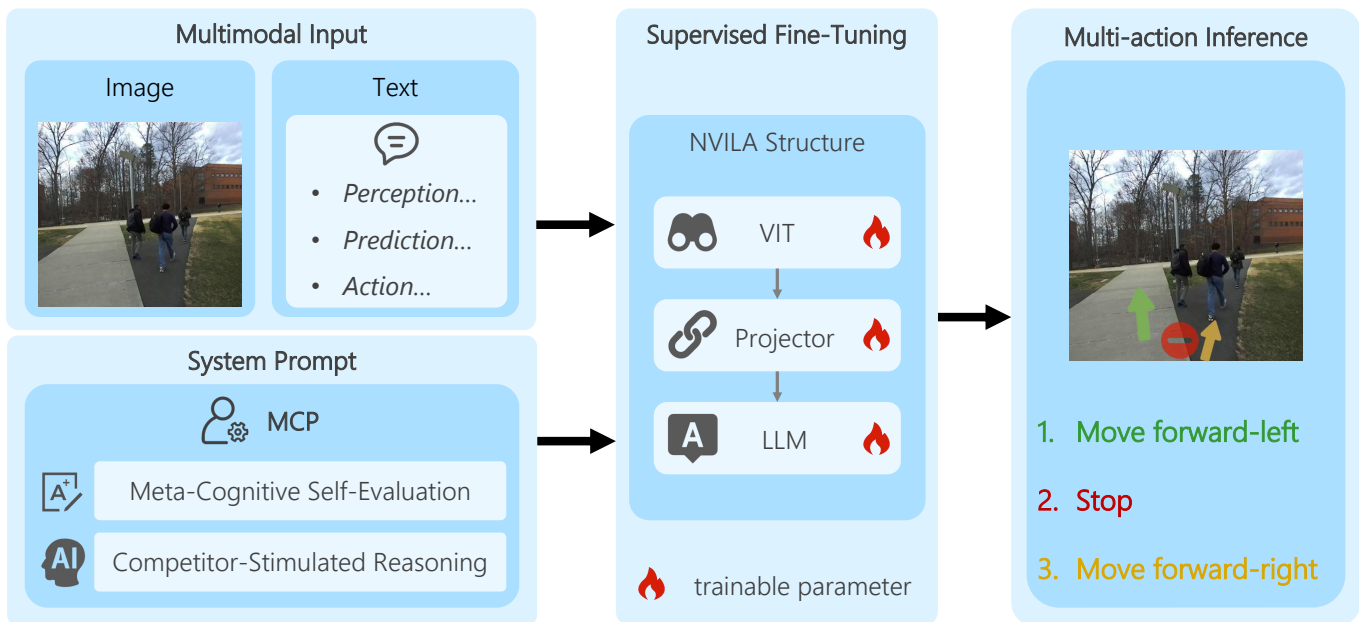 Multimodal Input
Image
Text
• Perception...
• Prediction...
• Action...
System Prompt
MCP
A+
Meta-Cognitive Self-Evaluation
AI
Competitor-Stimulated Reasoning
Supervised Fine-Tuning
NVILA Structure
VIT
Projector
A
LLM
trainable parameter
Multi-action Inference
1. Move forward-left
2. Stop
3. Move forward-right